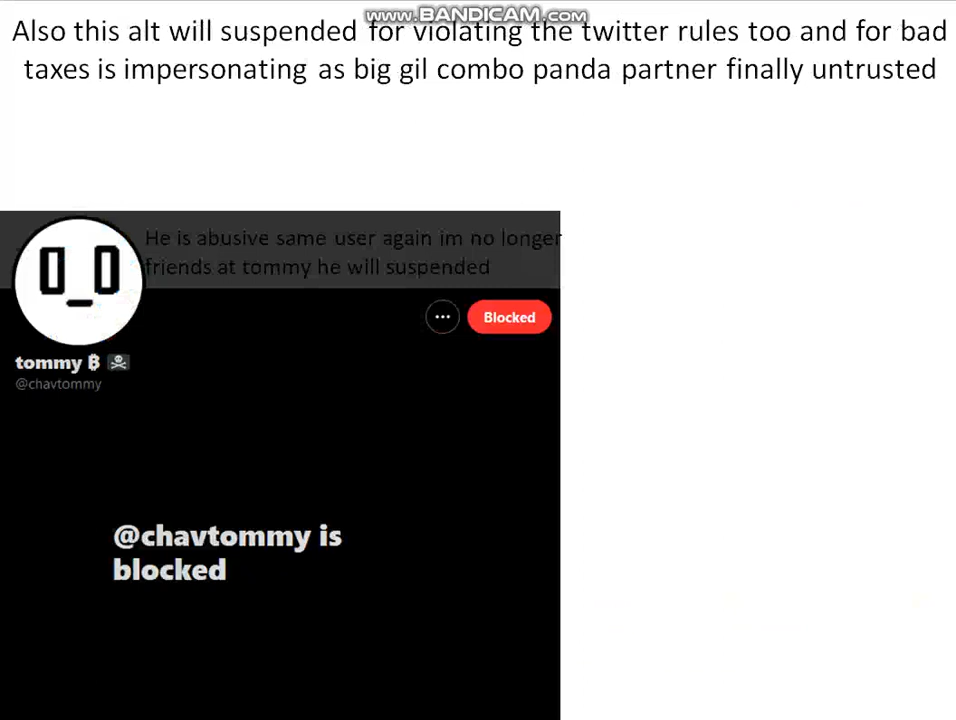 www.BANDICAM.com
Also this alt will suspended for violating the twitter rules too and for bad
taxes is impersonating as big gil combo panda partner finally untrusted
He is abusive same user again im no longer
friends at tommy he will suspended
Blocked
tommy ₿ ☠
@chavtommy
@chavtommy is
blocked